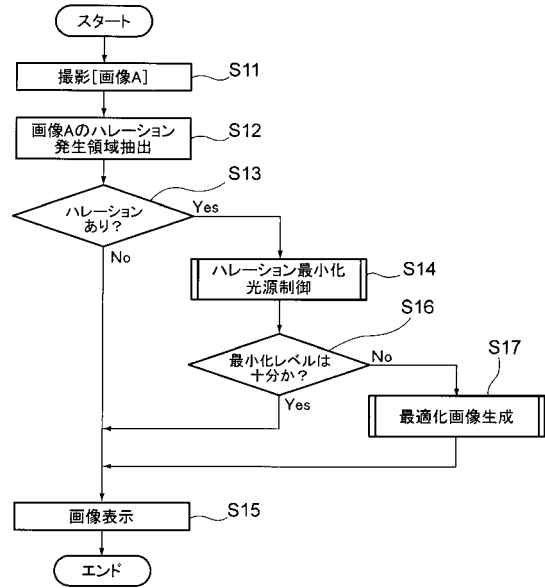 スタート
撮影[画像A]
S11
画像Aのハレーション
発生領域抽出
S12
ハレーション
あり？
S13
Yes
No
ハレーション最小化
光源制御
S14
最小化レベルは
十分か？
S16
No
Yes
最適化画像生成
S17
画像表示
S15
エンド